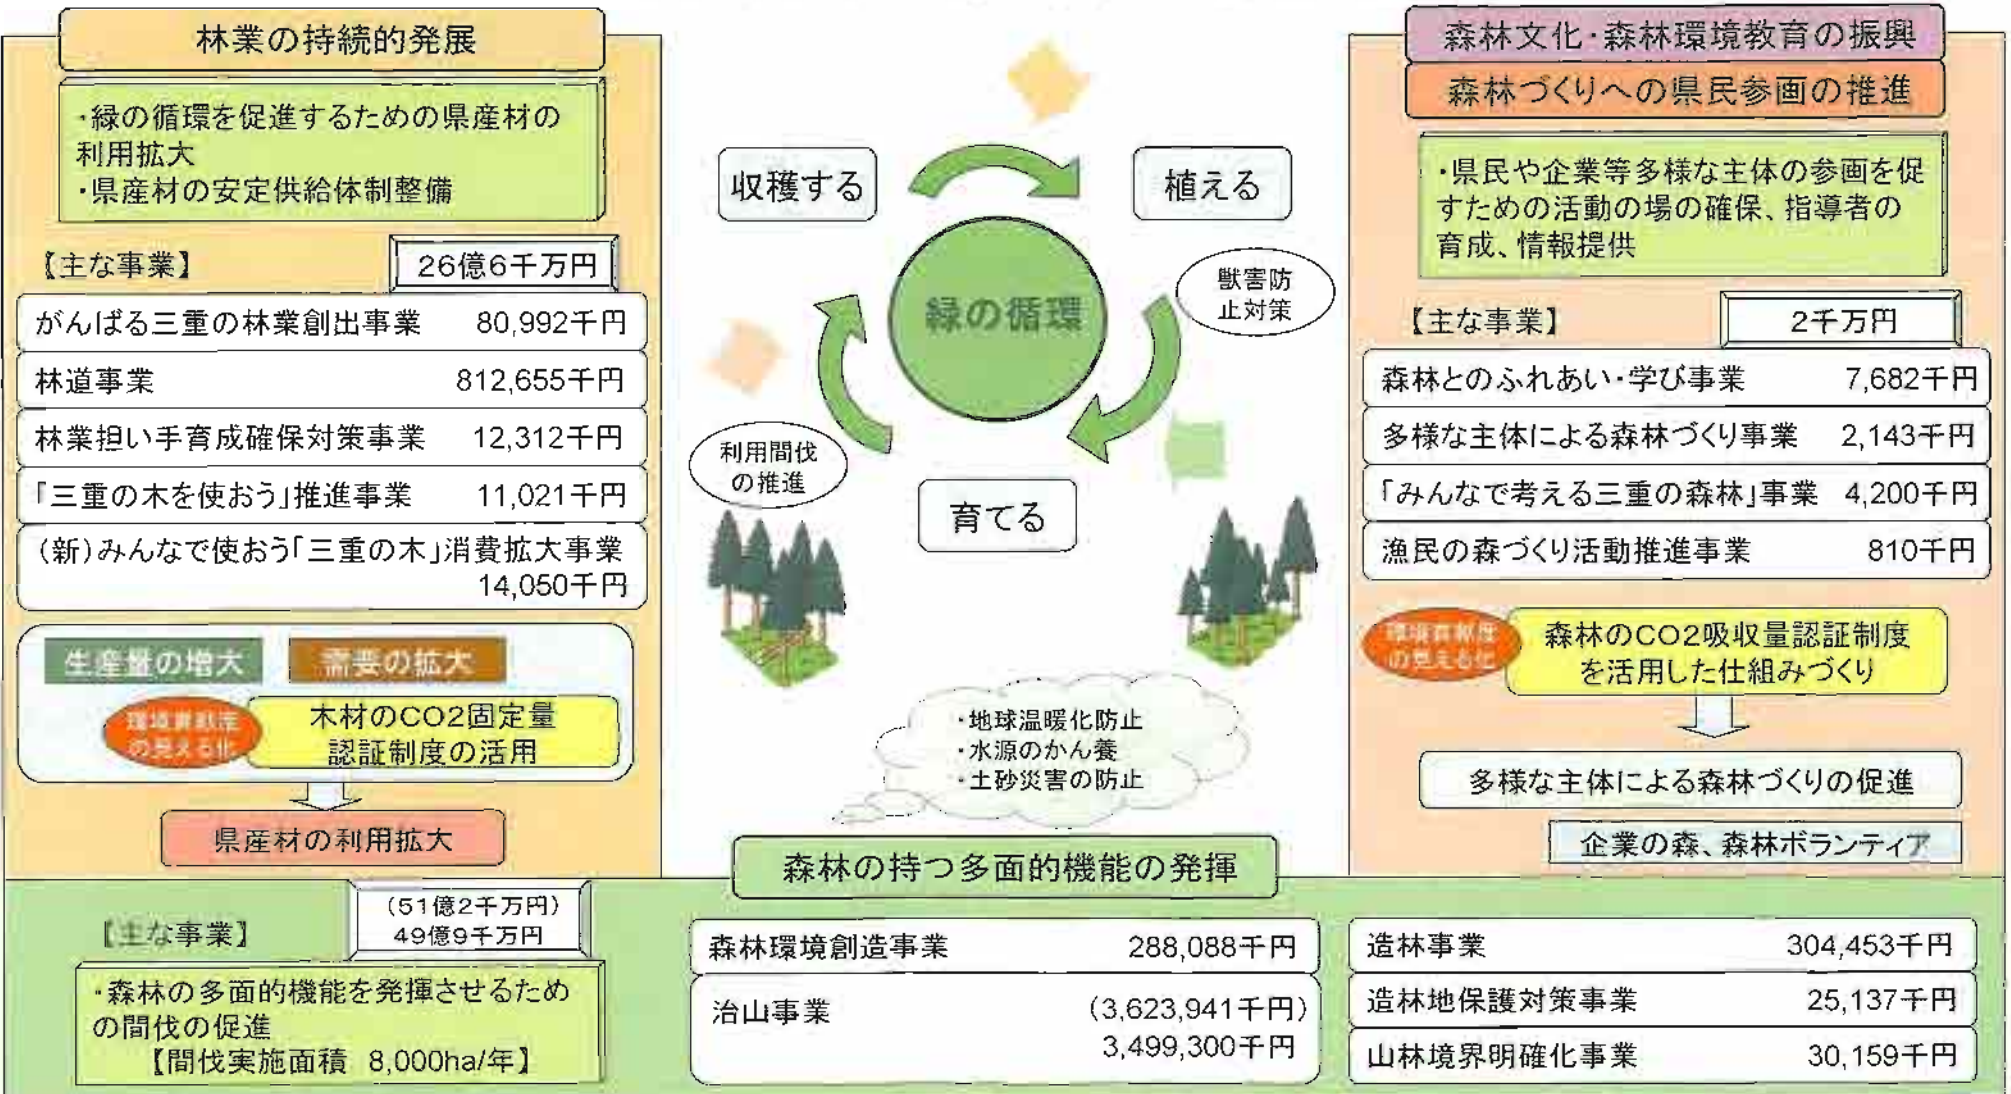 林業の持続的発展
・緑の循環を促進するための県産材の
利用拡大
・県産材の安定供給体制整備
【主な事業】
26億6千万円
がんばる三重の林業創出事業 80,992千円
林道事業 812,655千円
林業担い手育成確保対策事業 12,312千円
「三重の木を使おう」推進事業 11,021千円
(新)みんなで使おう「三重の木」消費拡大事業
14,050千円
生産量の増大
需要の拡大
環境貢献度
の見える化
木材のCO2固定量
認証制度の活用
県産材の利用拡大
収穫する
植える
緑の循環
獣害防
止対策
利用間伐
の推進
育てる
・地球温暖化防止
・水源のかん養
・土砂災害の防止
森林文化・森林環境教育の振興
森林づくりへの県民参画の推進
・県民や企業等多様な主体の参画を促
すための活動の場の確保、指導者の
育成、情報提供
【主な事業】
2千万円
森林とのふれあい・学び事業 7,682千円
多様な主体による森林づくり事業 2,143千円
「みんなで考える三重の森林」事業 4,200千円
漁民の森づくり活動推進事業 810千円
環境貢献度
の見える化
森林のCO2吸収量認証制度
を活用した仕組みづくり
多様な主体による森林づくりの促進
企業の森、森林ボランティア
森林の持つ多面的機能の発揮
【主な事業】
(51億2千万円)
49億9千万円
・森林の多面的機能を発揮させるため
の間伐の促進
【間伐実施面積 8,000ha/年】
森林環境創造事業 288,088千円
治山事業 (3,623,941千円)
3,499,300千円
造林事業 304,453千円
造林地保護対策事業 25,137千円
山林境界明確化事業 30,159千円